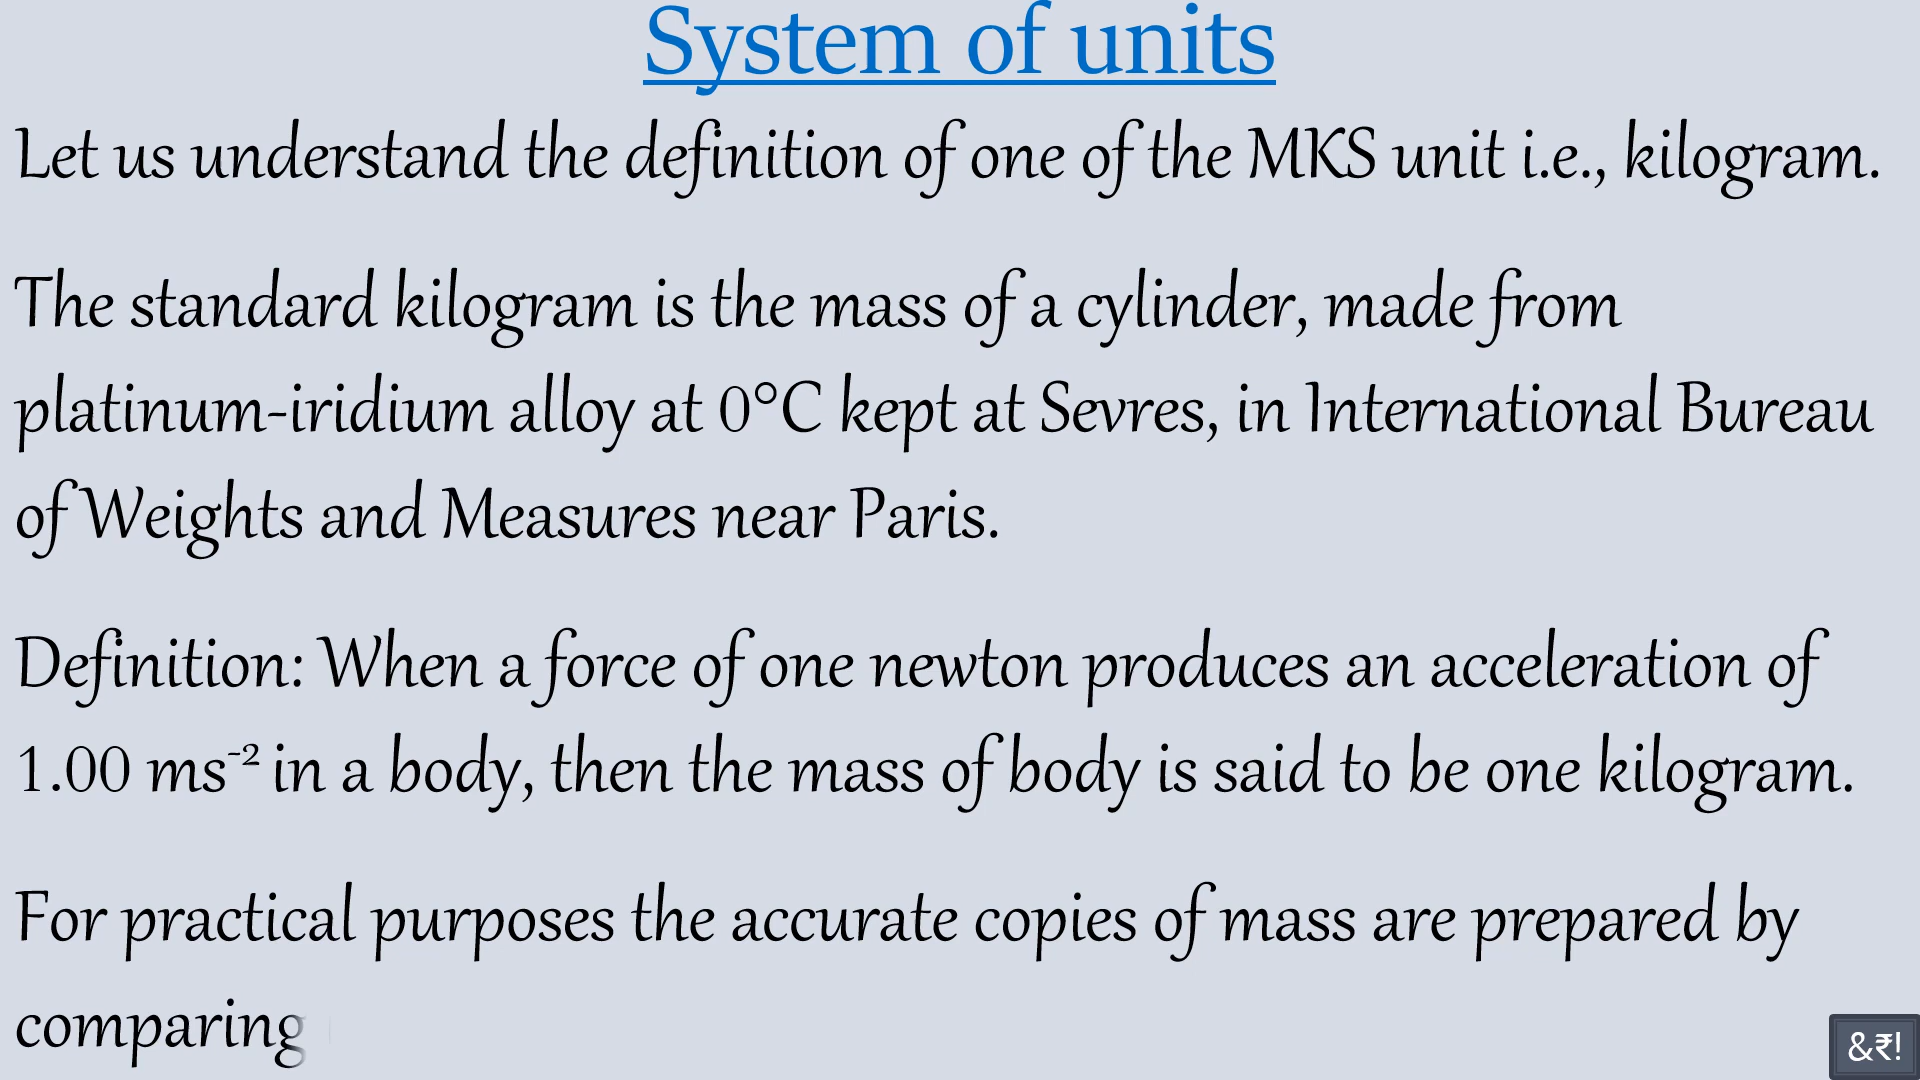 System of units
Let us understand the definition of one of the MKS unit i.e., kilogram.
The standard kilogram is the mass of a cylinder, made from
platinum-iridium alloy at 0°C kept at Sevres, in International Bureau
of Weights and Measures near Paris.
Definition: When a force of one newton produces an acceleration of
1.00 ms⁻² in a body, then the mass of body is said to be one kilogram.
For practical purposes the accurate copies of mass are prepared by
comparing
&₹!